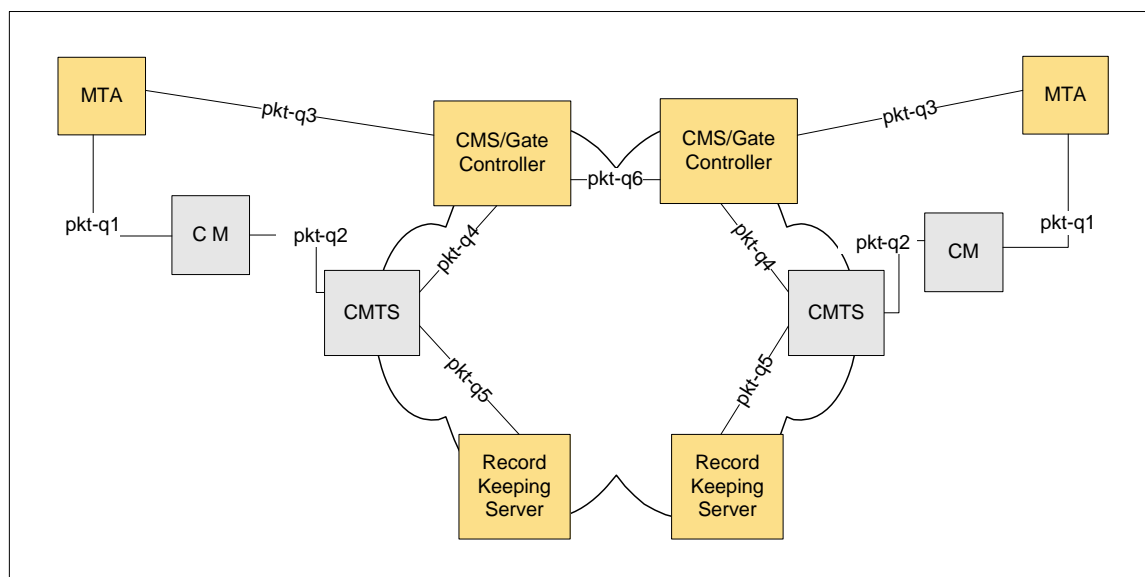 MTA
pkt-q3
CMS/Gate
Controller
pkt-q6
CMS/Gate
Controller
pkt-q3
MTA
pkt-q1
C M
pkt-q2
pkt-q4
CMTS
pkt-q4
CMTS
pkt-q2
CM
pkt-q1
pkt-q5
pkt-q5
Record
Keeping
Server
Record
Keeping
Server